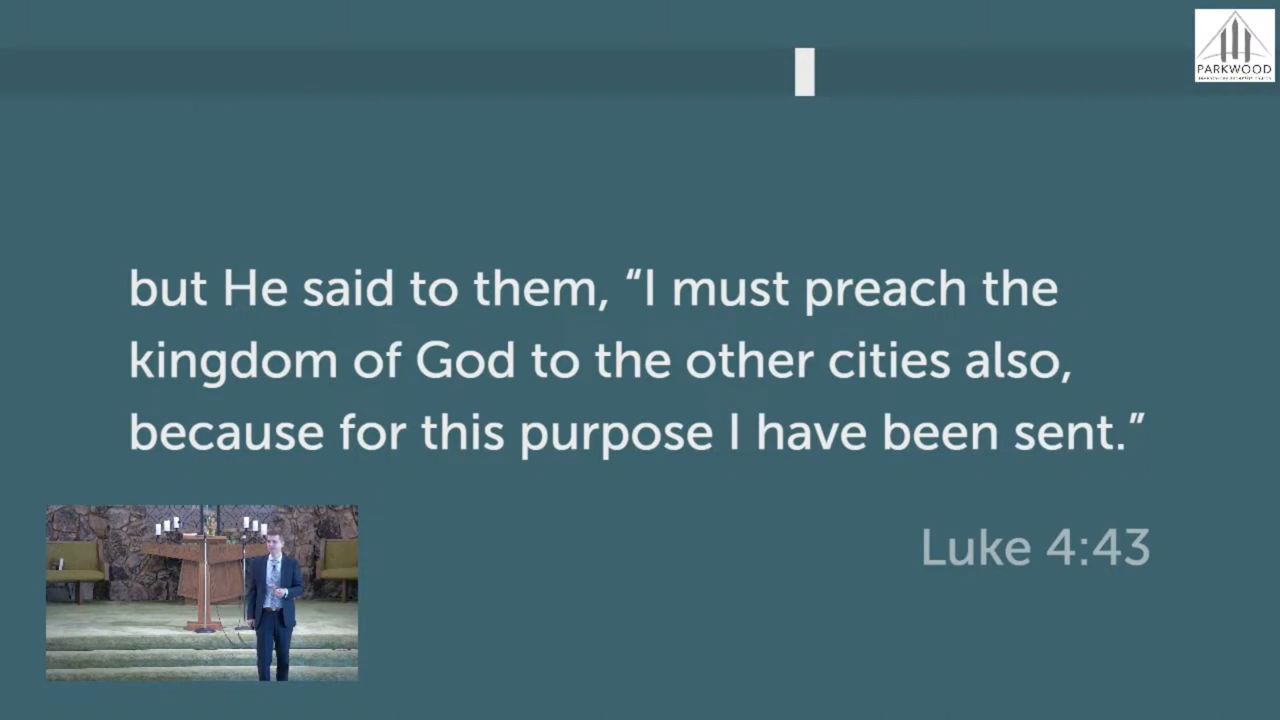 PARKWOOD
but He said to them, “I must preach the
kingdom of God to the other cities also,
because for this purpose I have been sent.”
Luke 4:43